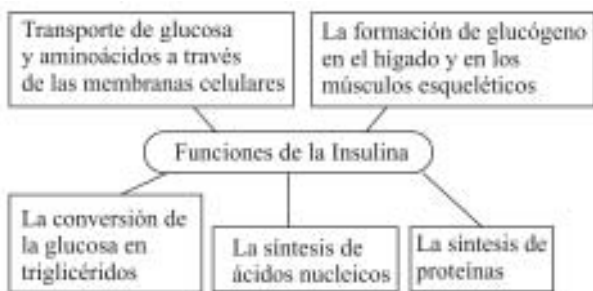 Transporte de glucosa
y aminoácidos a través
de las membranas celulares
La formación de glucógeno
en el hígado y en los
músculos esqueléticos
Funciones de la Insulina
La conversión de
la glucosa en
triglicéridos
La síntesis de
ácidos nucleicos
La síntesis de
proteínas